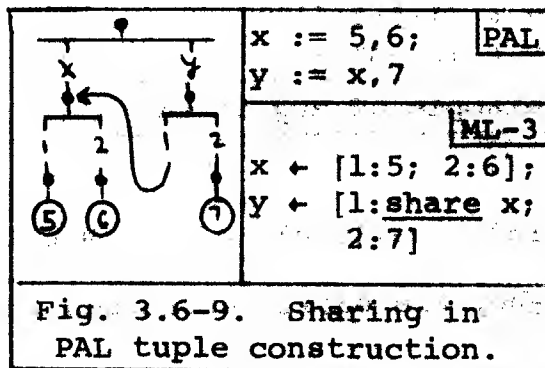 x y
1 2 2
5 6 7
x := 5,6; PAL
y := x,7
ML-3
x ← [1:5; 2:6];
y ← [1:share x;
2:7]
Fig. 3.6-9. Sharing in
PAL tuple construction.